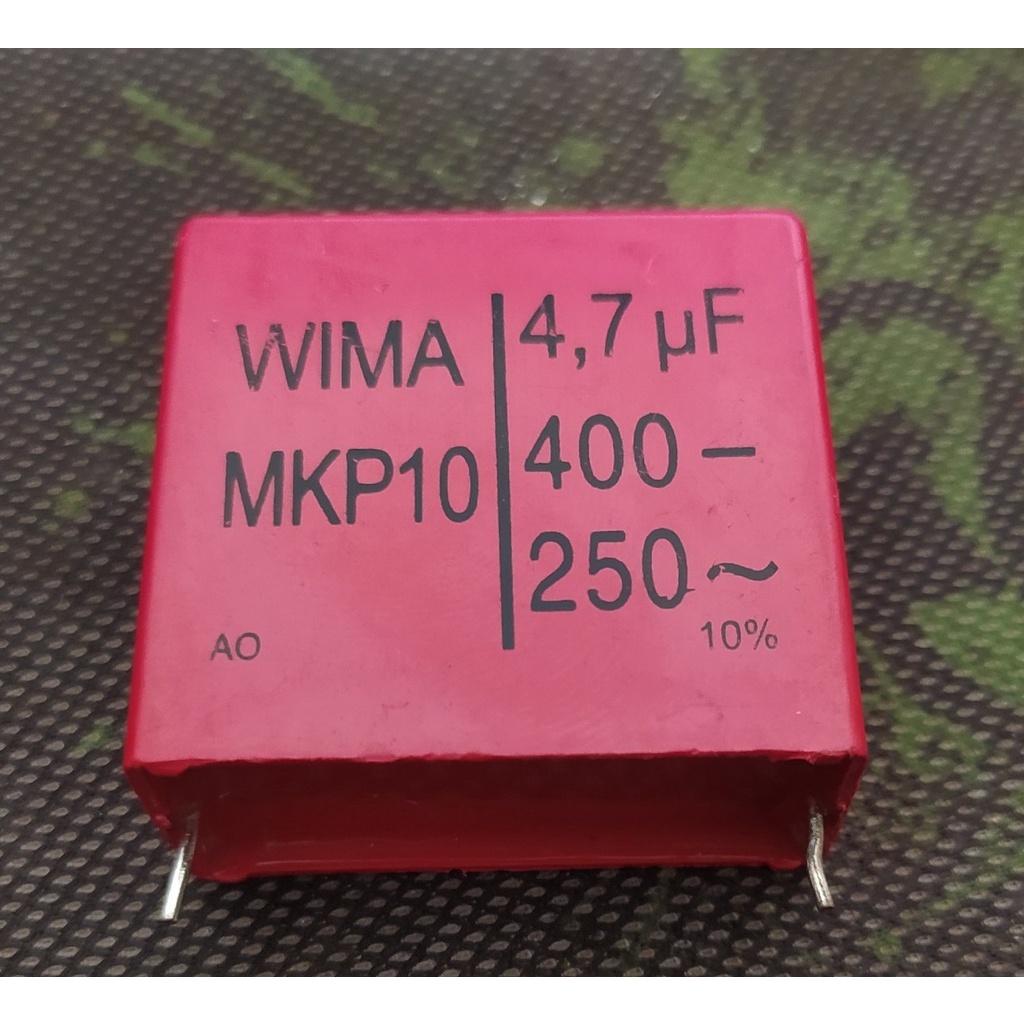 WIMA
MKP10
AO
4,7 µF
400 –
250 ~
10%